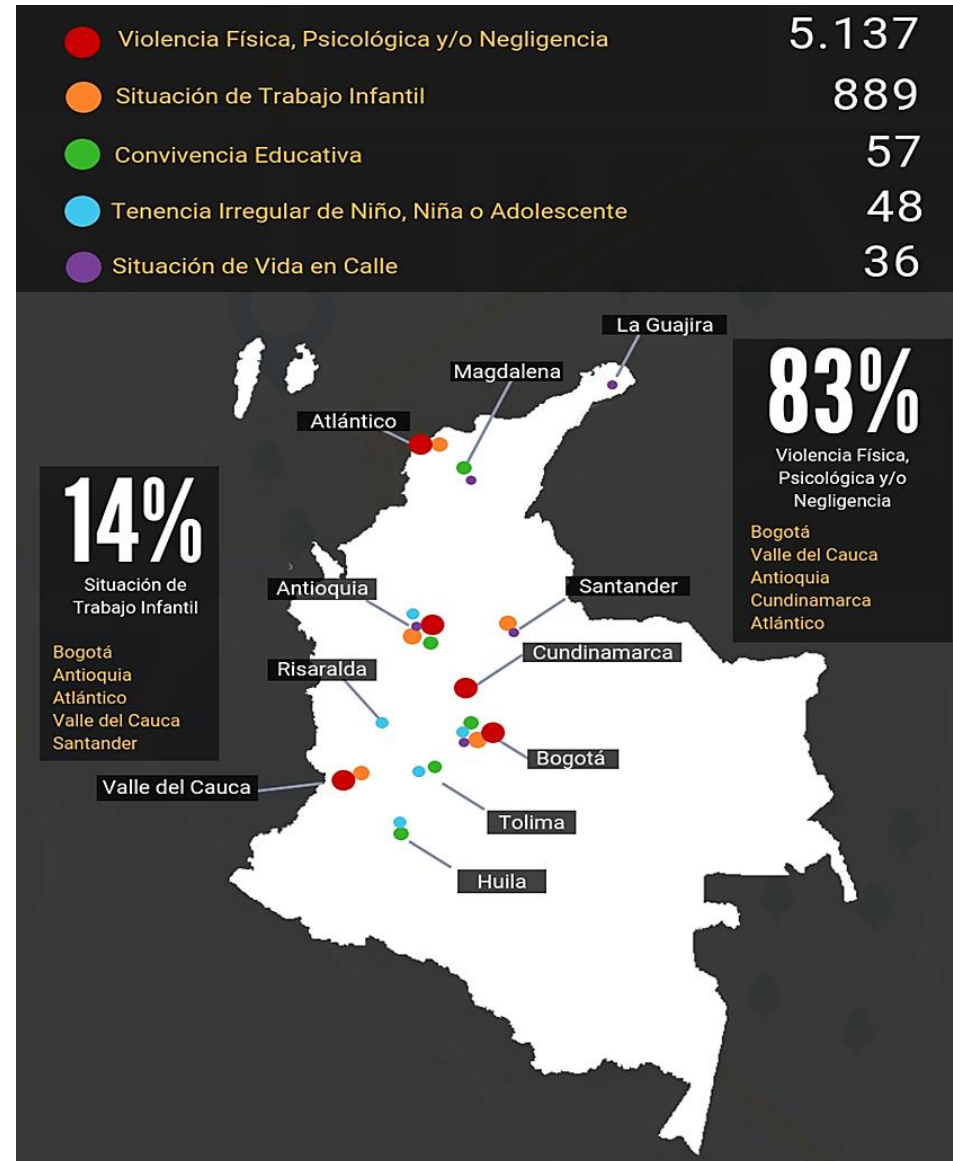 Violencia Física, Psicológica y/o Negligencia 5.137
Situación de Trabajo Infantil 889
Convivencia Educativa 57
Tenencia Irregular de Niño, Niña o Adolescente 48
Situación de Vida en Calle 36
La Guajira
Magdalena
Atlántico
83%
Violencia Física,
Psicológica y/o
Negligencia
Bogotá
Valle del Cauca
Antioquia
Cundinamarca
Atlántico
14%
Situación de
Trabajo Infantil
Bogotá
Antioquia
Atlántico
Valle del Cauca
Santander
Antioquia
Santander
Risaralda
Cundinamarca
Bogotá
Valle del Cauca
Tolima
Huila